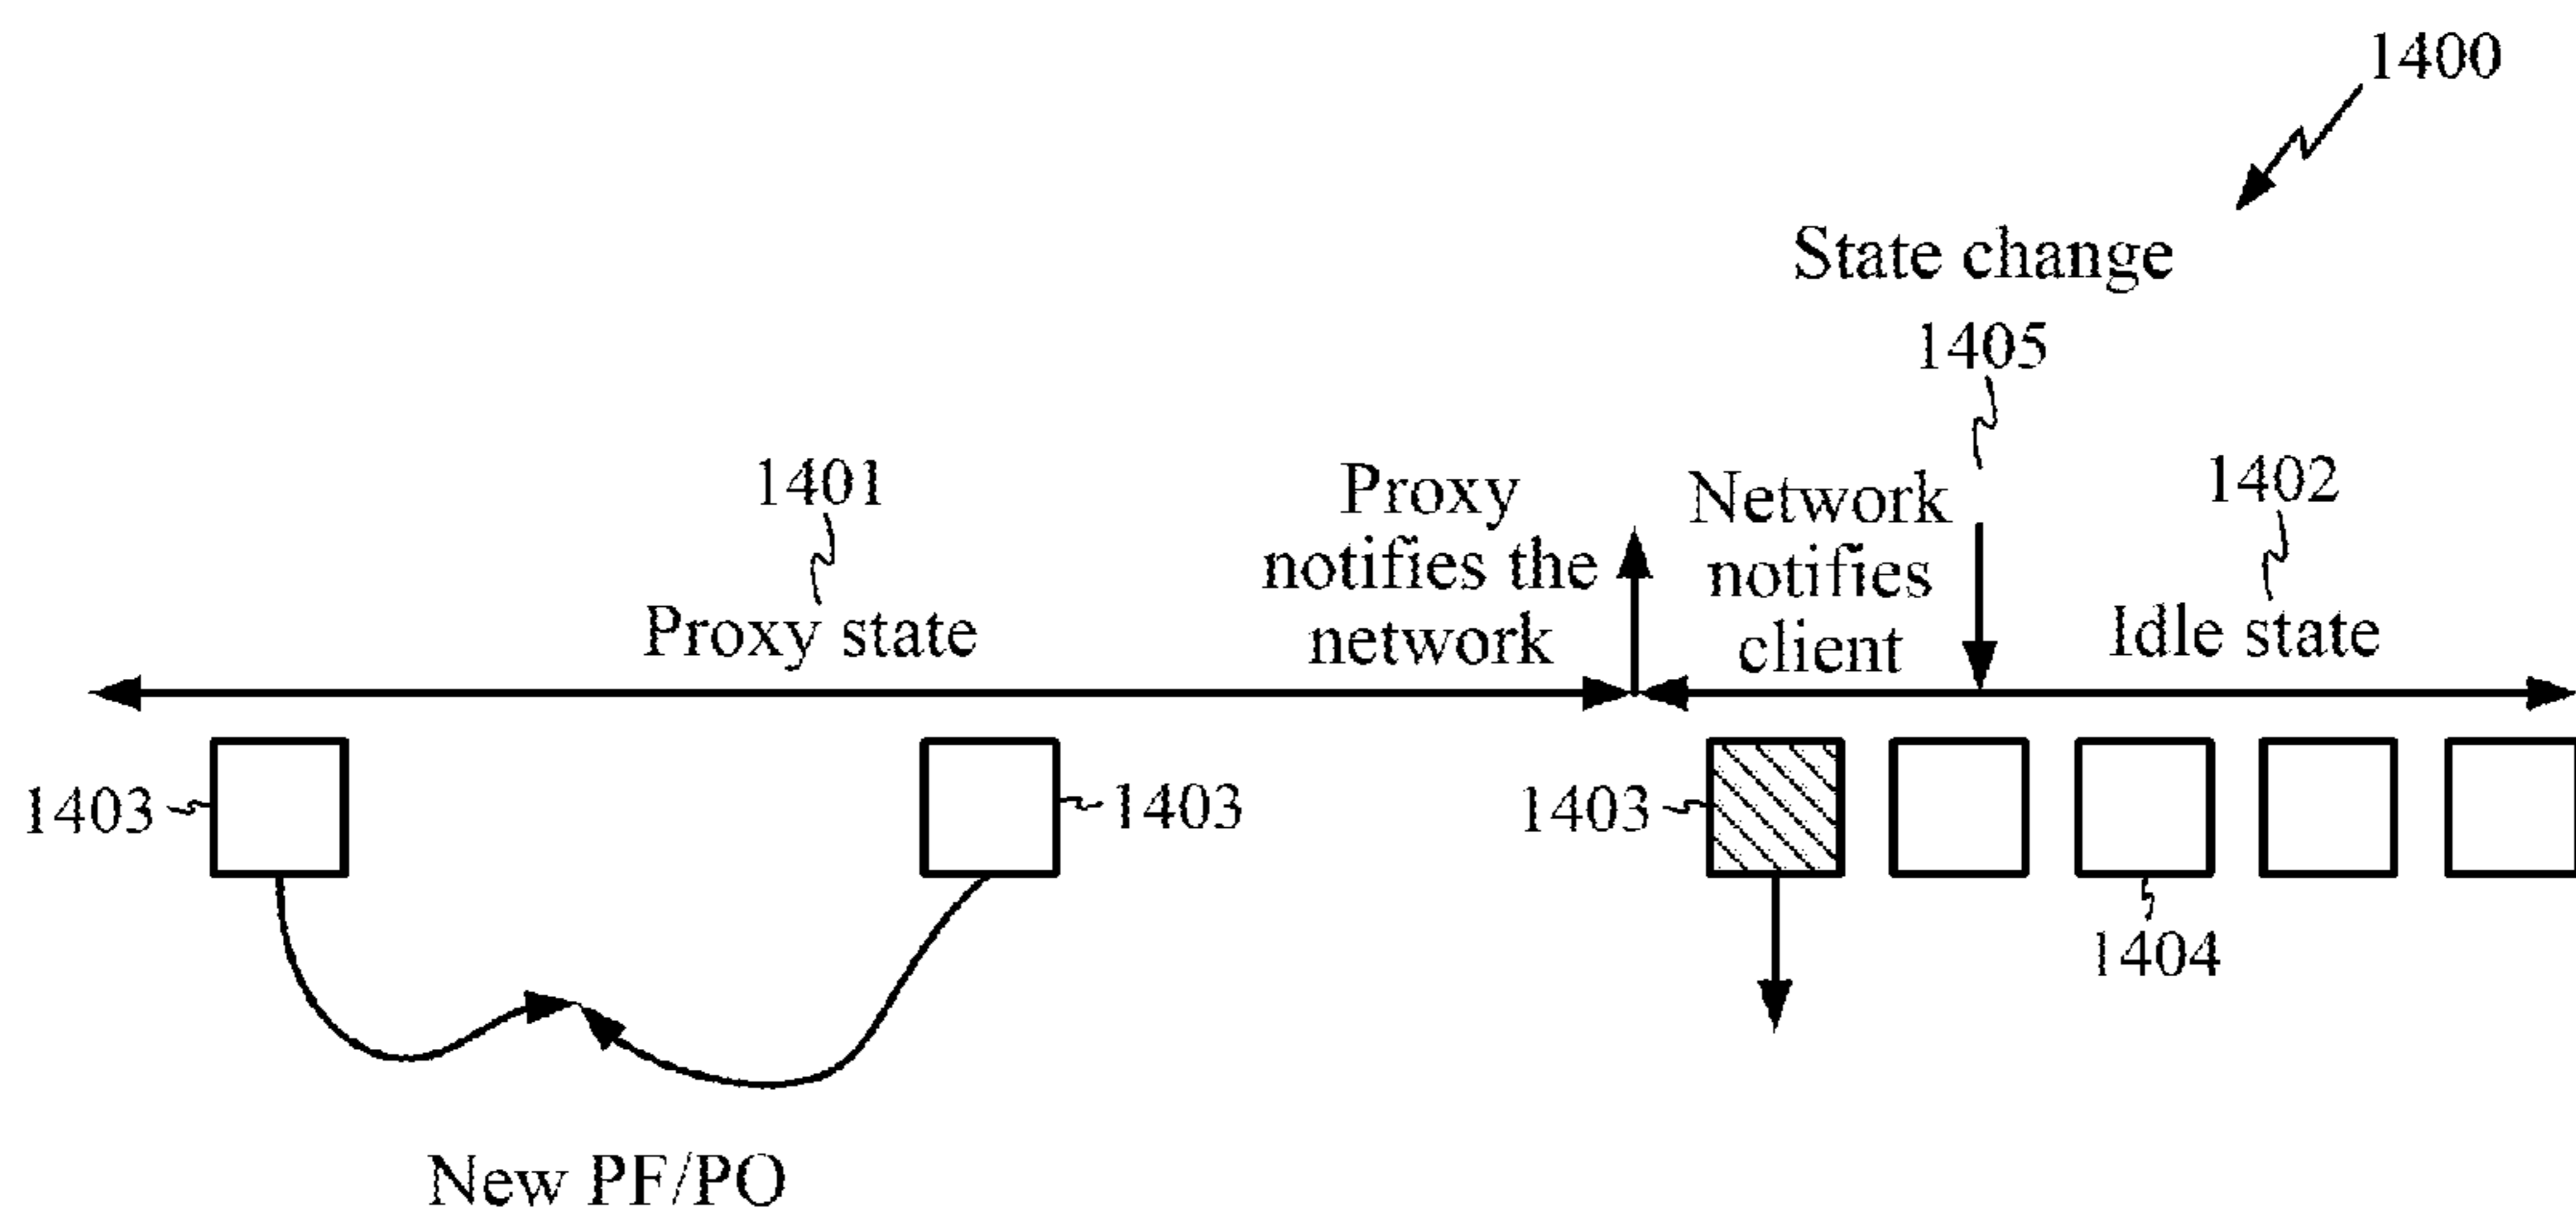 1400
State change
1405
1401
Proxy state
Proxy
notifies the
network
Network
notifies
client
1402
Idle state
1403
1403
1403
1404
New PF/PO